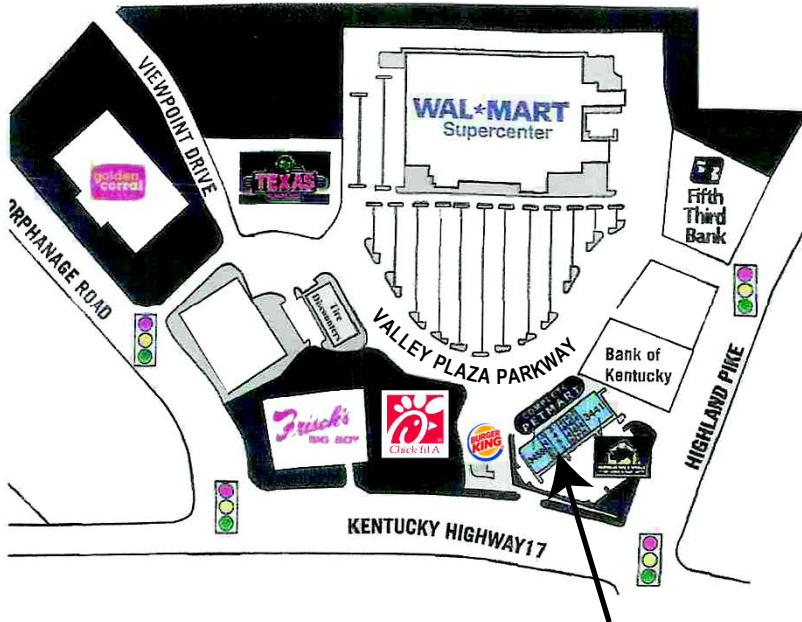 VIEWPOINT DRIVE
WAL★MART
Supercenter
golden
corral
TEXAS
53
Fifth
Third
Bank
ORPHANAGE ROAD
Tire
Discounters
VALLEY PLAZA PARKWAY
Bank of
Kentucky
HIGHLAND PIKE
COMPLETE
PETMART
Frisch's
BIG BOY
Chick fil A
BURGER
KING
KENTUCKY HIGHWAY17